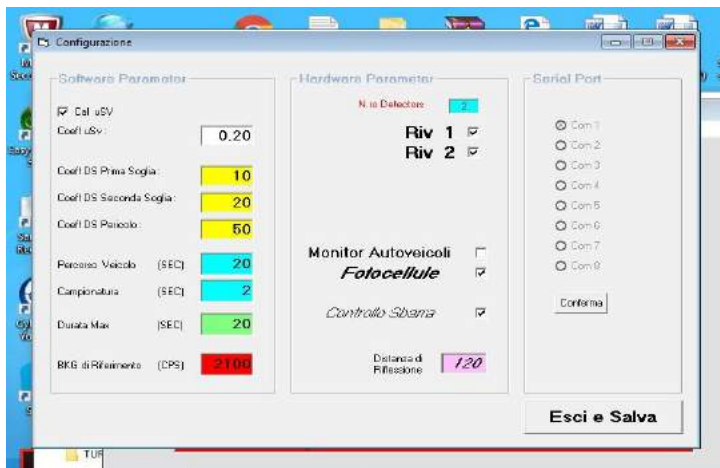 Configurazione
Software Parameter
Cal uSV
Coeff uSv: 0.20
Coeff DS Prima Soglia: 10
Coeff DS Seconda Soglia: 20
Coeff DS Pericolo: 50
Percorso Veicolo (SEC) 20
Campionatura (SEC) 2
Durata Max (SEC) 20
BKG di Riferimento (CPS) 2100
Hardware Parameter
N.ro Detectors 2
Riv 1
Riv 2
Monitor Autoveicoli
Fotocellule
Controllo Sbarra
Distanza di
Riflessione 120
Serial Port
Com 1
Com 2
Com 3
Com 4
Com 5
Com 6
Com 7
Com 8
Conferma
Esci e Salva
TUR